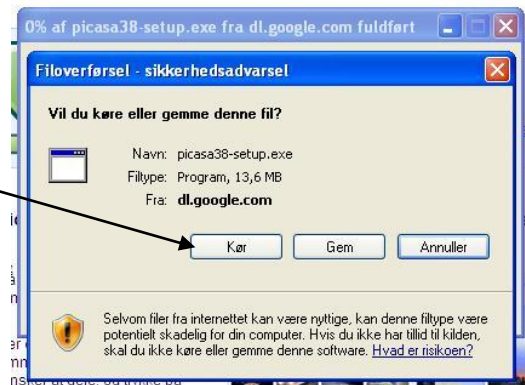 0% af picasa38-setup.exe fra dl.google.com fuldført
Filoverførsel - sikkerhedsadvarsel
Vil du køre eller gemme denne fil?
Navn: picasa38-setup.exe
Filtype: Program, 13,6 MB
Fra: dl.google.com
Kør Gem Annuller
Selvom filer fra internettet kan være nyttige, kan denne filtype være
potentielt skadelig for din computer. Hvis du ikke har tillid til kilden,
skal du ikke køre eller gemme denne software. Hvad er risikoen?